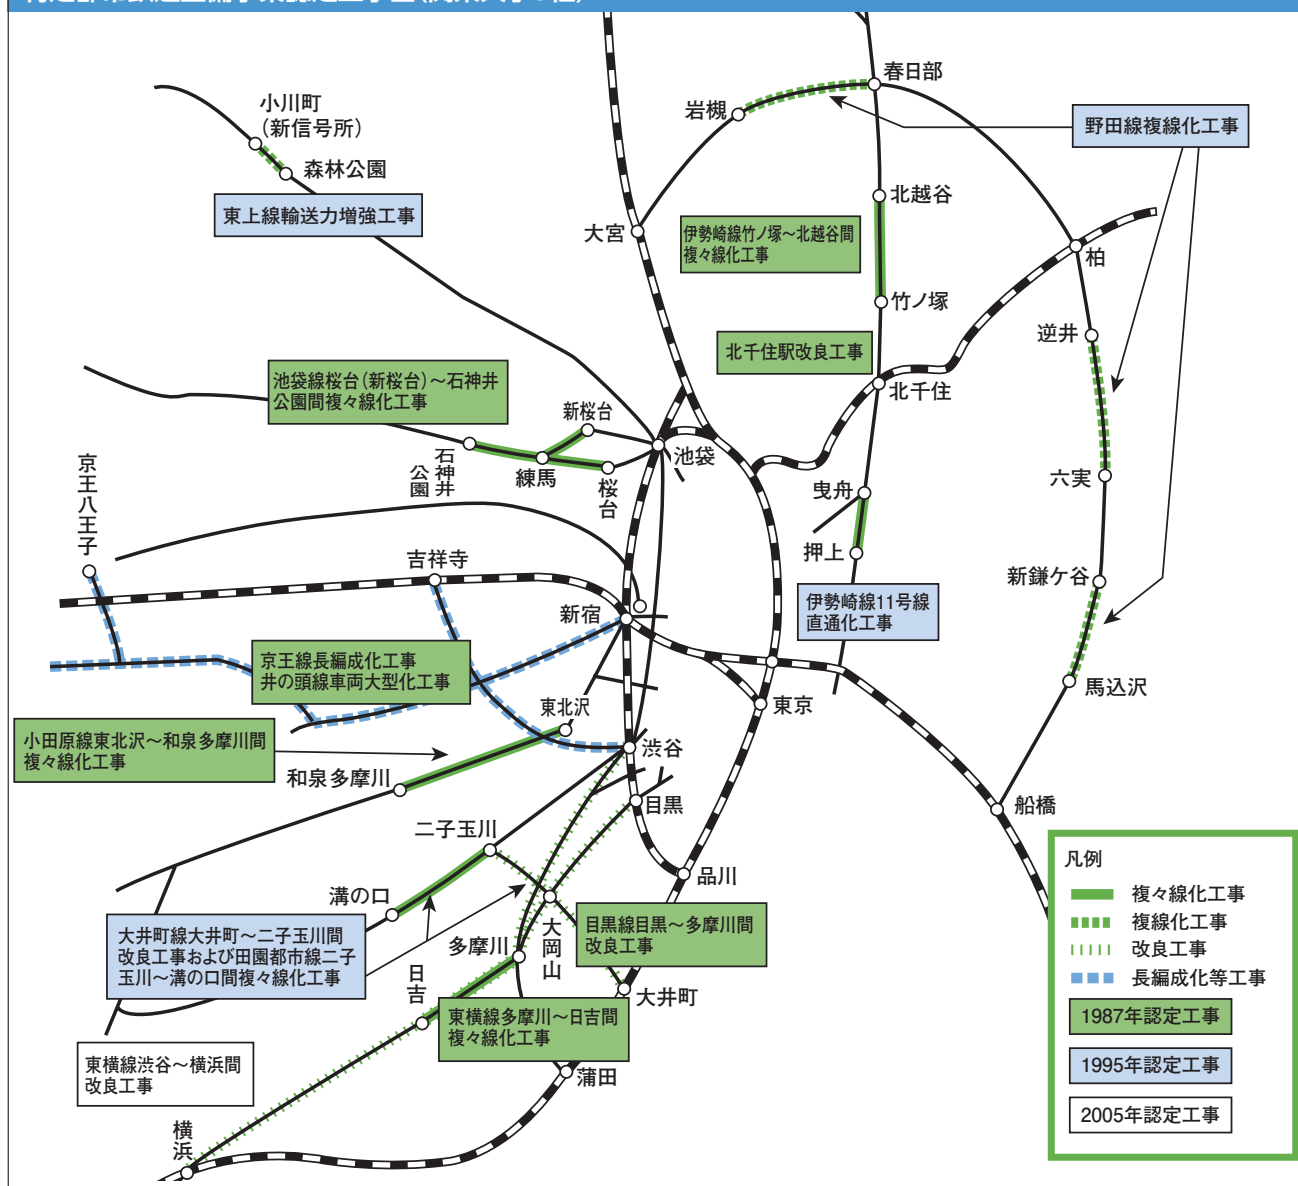 小川町
（新信号所）
森林公園
東上線輸送力増強工事
春日部
岩槻
野田線複線化工事
北越谷
大宮
伊勢崎線竹ノ塚～北越谷間
複々線化工事
柏
竹ノ塚
逆井
北千住駅改良工事
北千住
池袋線桜台（新桜台）～石神井
公園間複々線化工事
新桜台
池袋
石神井
公園
練馬
桜台
六実
曳舟
押上
京王八王子
吉祥寺
新宿
新鎌ケ谷
伊勢崎線11号線
直通化工事
京王線長編成化工事
井の頭線車両大型化工事
馬込沢
東京
東北沢
小田原線東北沢～和泉多摩川間
複々線化工事
渋谷
和泉多摩川
目黒
船橋
二子玉川
品川
溝の口
大井町線大井町～二子玉川間
改良工事および田園都市線二子
玉川～溝の口間複々線化工事
多摩川
大岡山
目黒線目黒～多摩川間
改良工事
日吉
大井町
東横線多摩川～日吉間
複々線化工事
東横線渋谷～横浜間
改良工事
蒲田
横浜
凡例
複々線化工事
複線化工事
改良工事
長編成化等工事
1987年認定工事
1995年認定工事
2005年認定工事